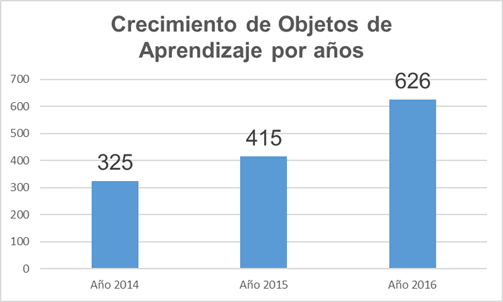 Crecimiento de Objetos de
Aprendizaje por años
700
600
500
400
300
200
100
0
325
415
626
Año 2014
Año 2015
Año 2016